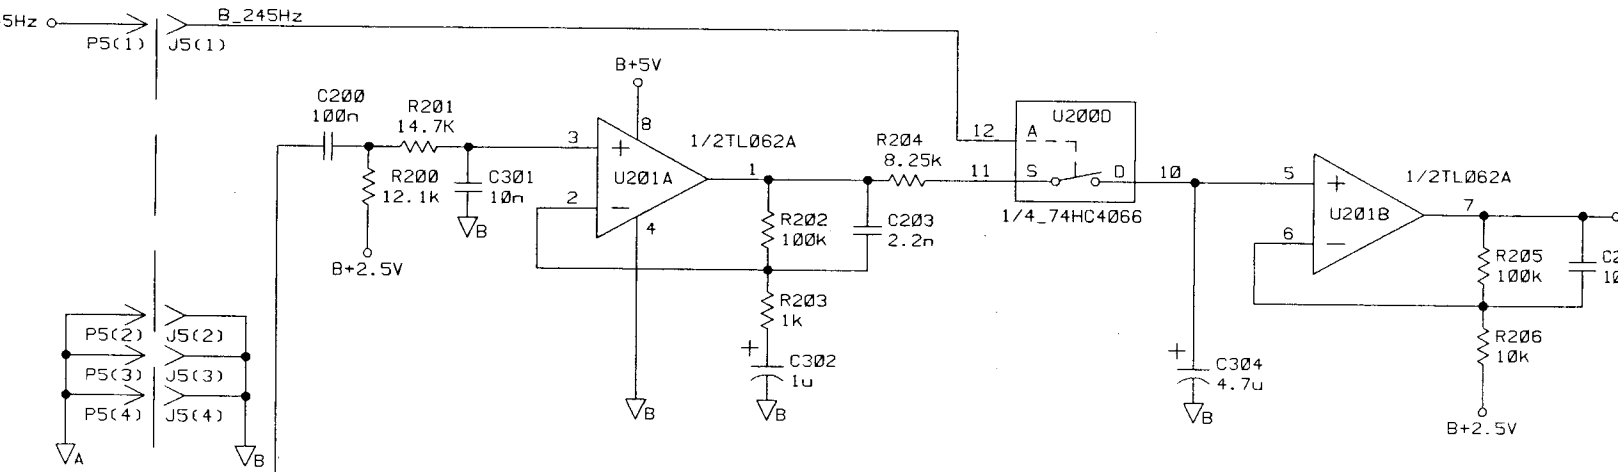 5Hz
B_245Hz
P5(1)
J5(1)
B+5V
C200
100n
R201
14.7K
8
3
1/2TL062A
U200D
12
A
R204
8.25k
R200
12.1K
C301
10n
U201A
1
11
S
D
10
5
1/2TL062A
2
R202
100k
C203
2.2n
1/4_74HC4066
U201B
7
4
B
6
B+2.5V
R205
100k
R203
1k
P5(2)
J5(2)
R206
10k
P5(3)
J5(3)
C302
1u
C304
4.7u
P5(4)
J5(4)
B
B
B
B+2.5V
A
B